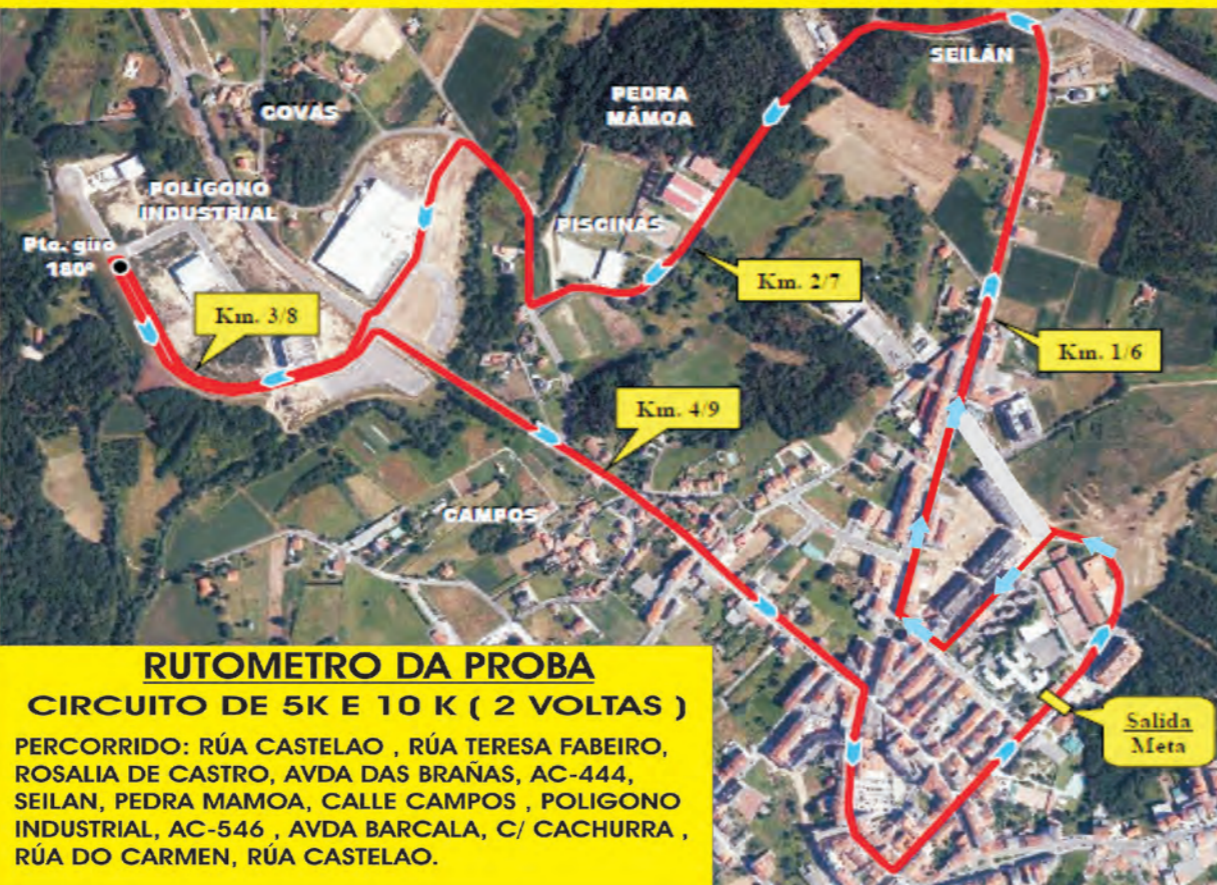 SEILÁN
PEDRA
MÁMOA
COVAS
POLÍGONO
INDUSTRIAL
PISCINAS
Pto. giro
180º
Km. 2/7
Km. 3/8
Km. 1/6
Km. 4/9
CAMPOS
Salida
Meta
RUTOMETRO DA PROBA
CIRCUITO DE 5K E 10 K ( 2 VOLTAS )
PERCORRIDO: RÚA CASTELAO , RÚA TERESA FABEIRO,
ROSALIA DE CASTRO, AVDA DAS BRAÑAS, AC-444,
SEILAN, PEDRA MAMOA, CALLE CAMPOS , POLIGONO
INDUSTRIAL, AC-546 , AVDA BARCALA, C/ CACHURRA ,
RÚA DO CARMEN, RÚA CASTELAO.